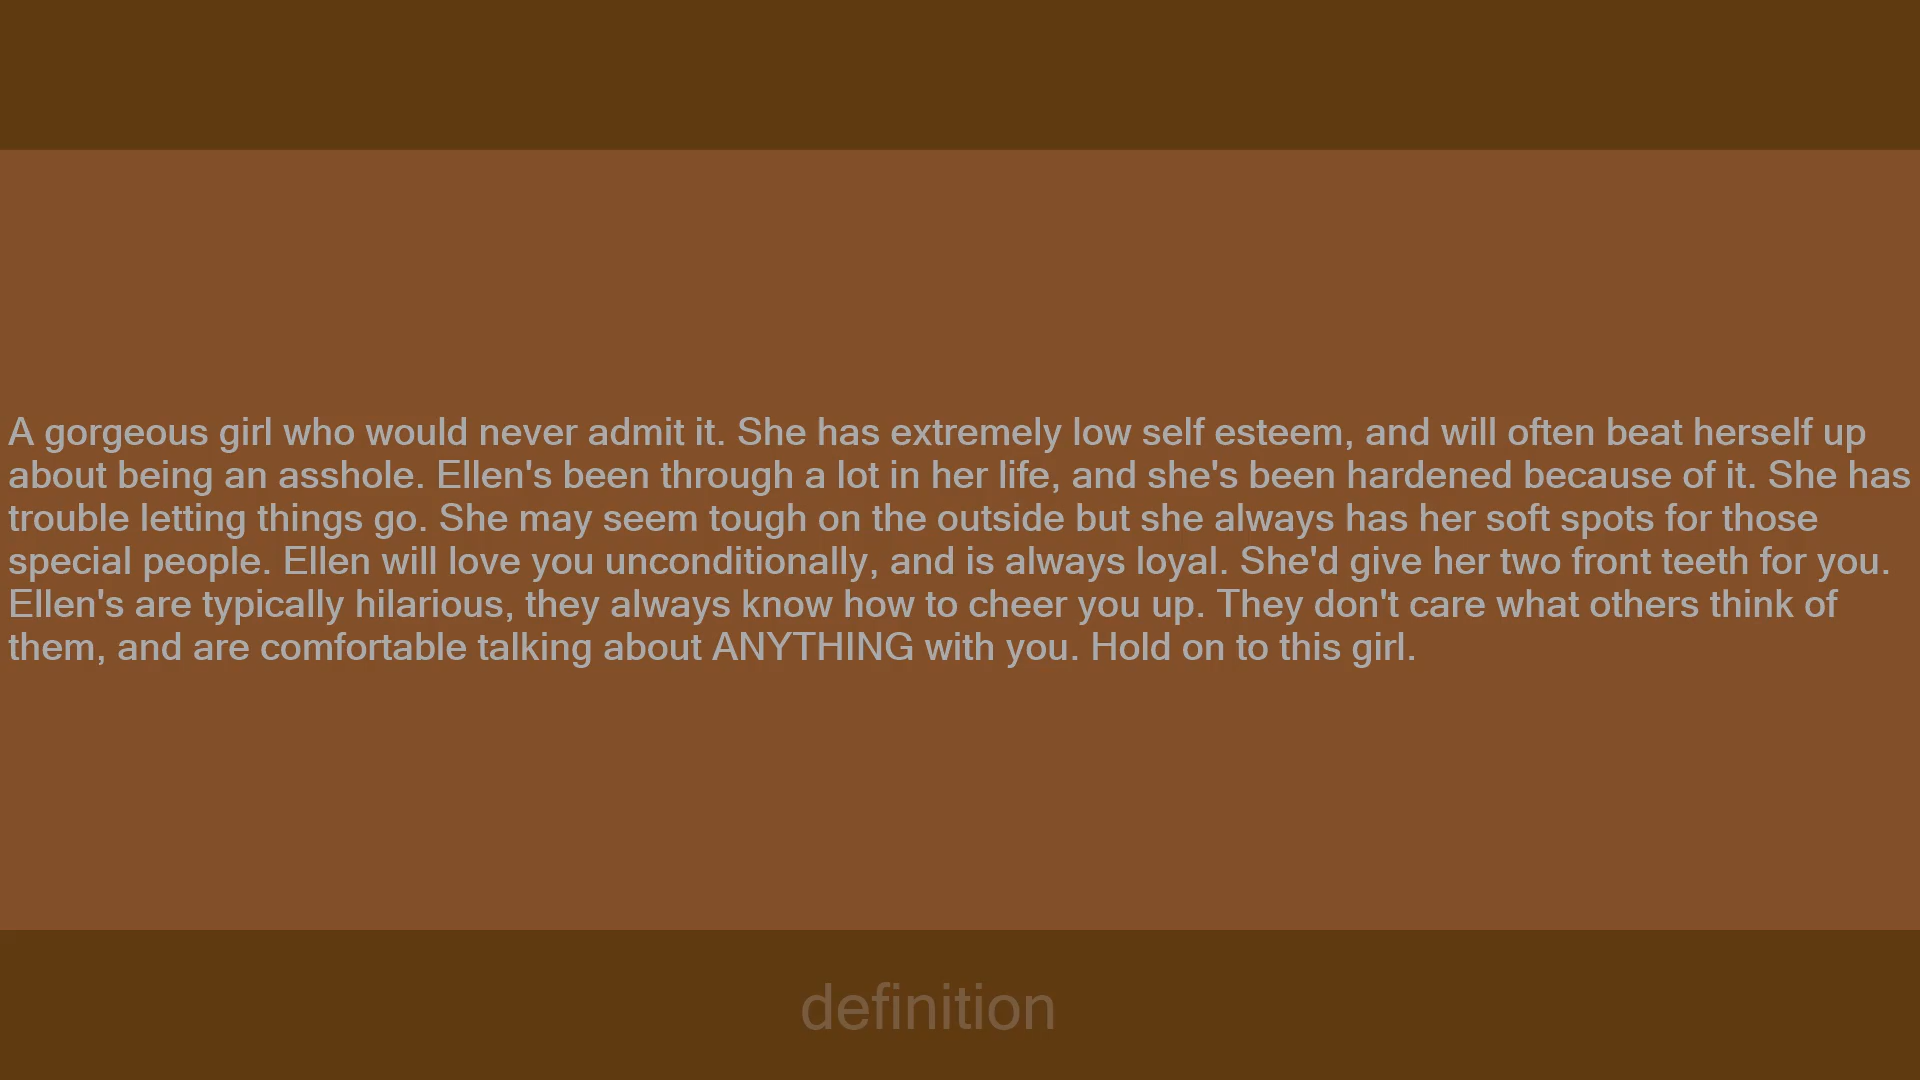 A gorgeous girl who would never admit it. She has extremely low self esteem, and will often beat herself up
about being an asshole. Ellen's been through a lot in her life, and she's been hardened because of it. She has
trouble letting things go. She may seem tough on the outside but she always has her soft spots for those
special people. Ellen will love you unconditionally, and is always loyal. She'd give her two front teeth for you.
Ellen's are typically hilarious, they always know how to cheer you up. They don't care what others think of
them, and are comfortable talking about ANYTHING with you. Hold on to this girl.
definition